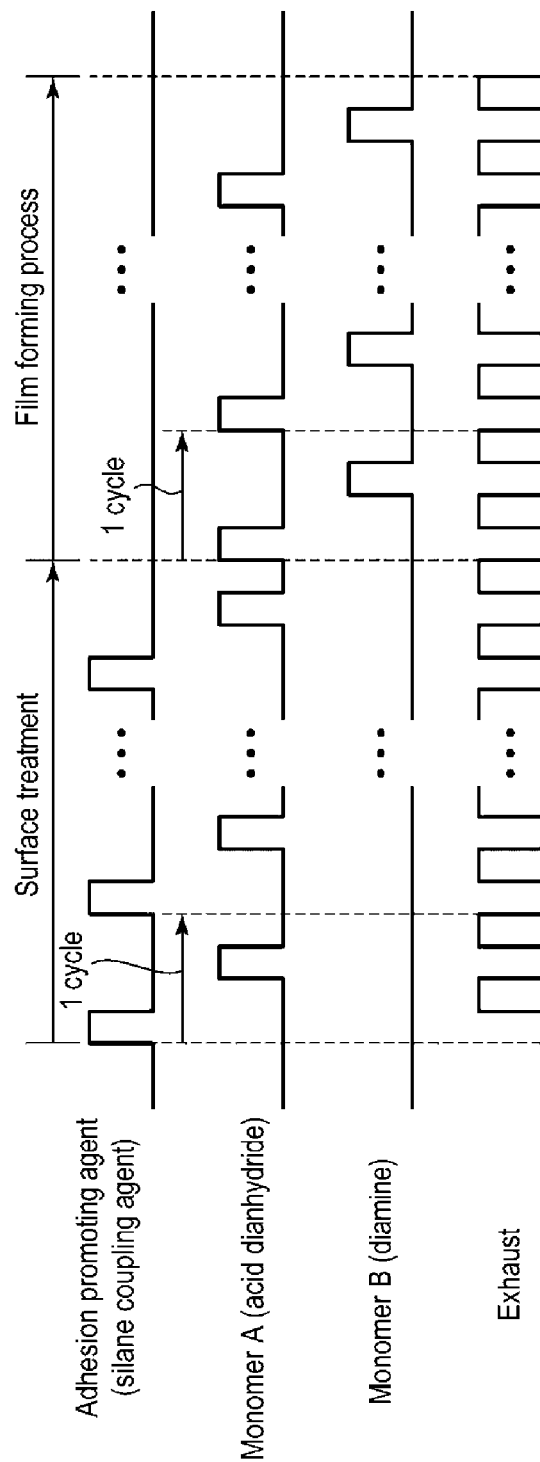 Surface treatment
Film forming process
1 cycle
1 cycle
Adhesion promoting agent
(silane coupling agent)
Monomer A (acid dianhydride)
Monomer B (diamine)
Exhaust